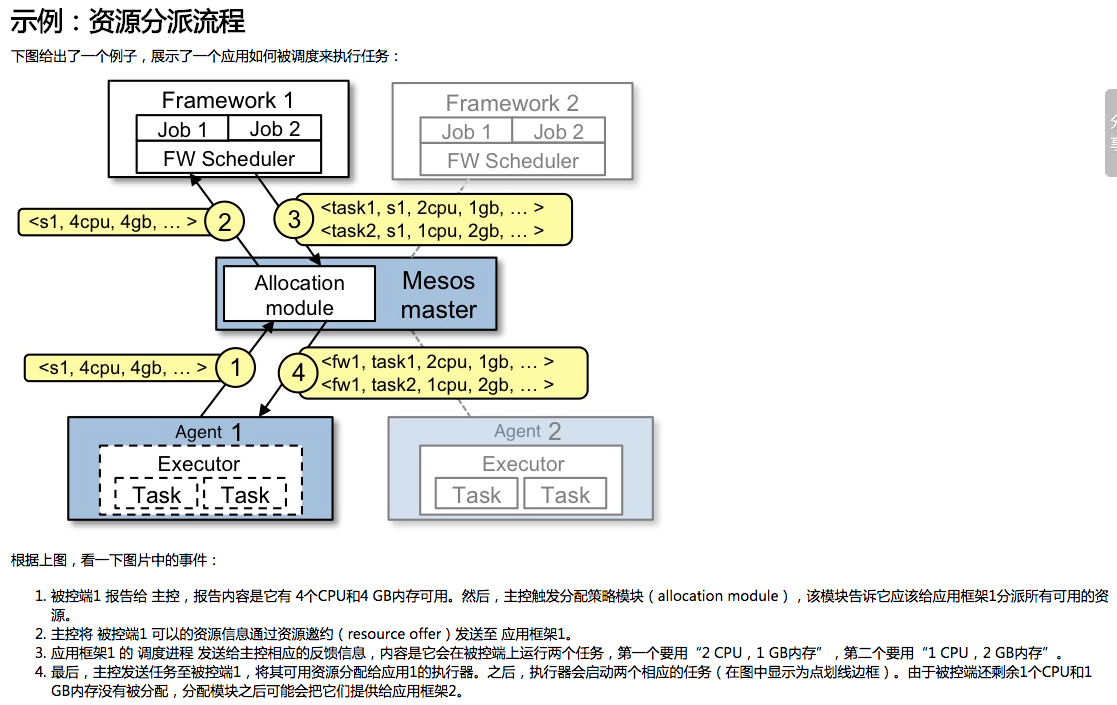 示例：资源分派流程
下图给出了一个例子，展示了一个应用如何被调度来执行任务：
Framework 1
Job 1
Job 2
FW Scheduler
Framework 2
Job 1
Job 2
FW Scheduler
<s1, 4cpu, 4gb, … >
2
3
<task1, s1, 2cpu, 1gb, … >
<task2, s1, 1cpu, 2gb, … >
Allocation
module
Mesos
master
<s1, 4cpu, 4gb, … >
1
4
<fw1, task1, 2cpu, 1gb, … >
<fw1, task2, 1cpu, 2gb, … >
Agent 1
Executor
Task
Task
Agent 2
Executor
Task
Task
根据上图，看一下图片中的事件：
1. 被控端1 报告给 主控，报告内容是它有 4个CPU和4 GB内存可用。然后，主控触发分配策略模块（allocation module），该模块告诉它应该给应用框架1分派所有可用的资
源。
2. 主控将 被控端1 可以的资源信息通过资源邀约（resource offer）发送至 应用框架1。
3. 应用框架1 的 调度进程 发送给主控相应的反馈信息，内容是它会在被控端上运行两个任务，第一个要用“2 CPU，1 GB内存”，第二个要用“1 CPU，2 GB内存”。
4. 最后，主控发送任务至被控端1，将其可用资源分配给应用1的执行器。之后，执行器会启动两个相应的任务（在图中显示为点划线边框）。由于被控端还剩余1个CPU和1
GB内存没有被分配，分配模块之后可能会把它们提供给应用框架2。